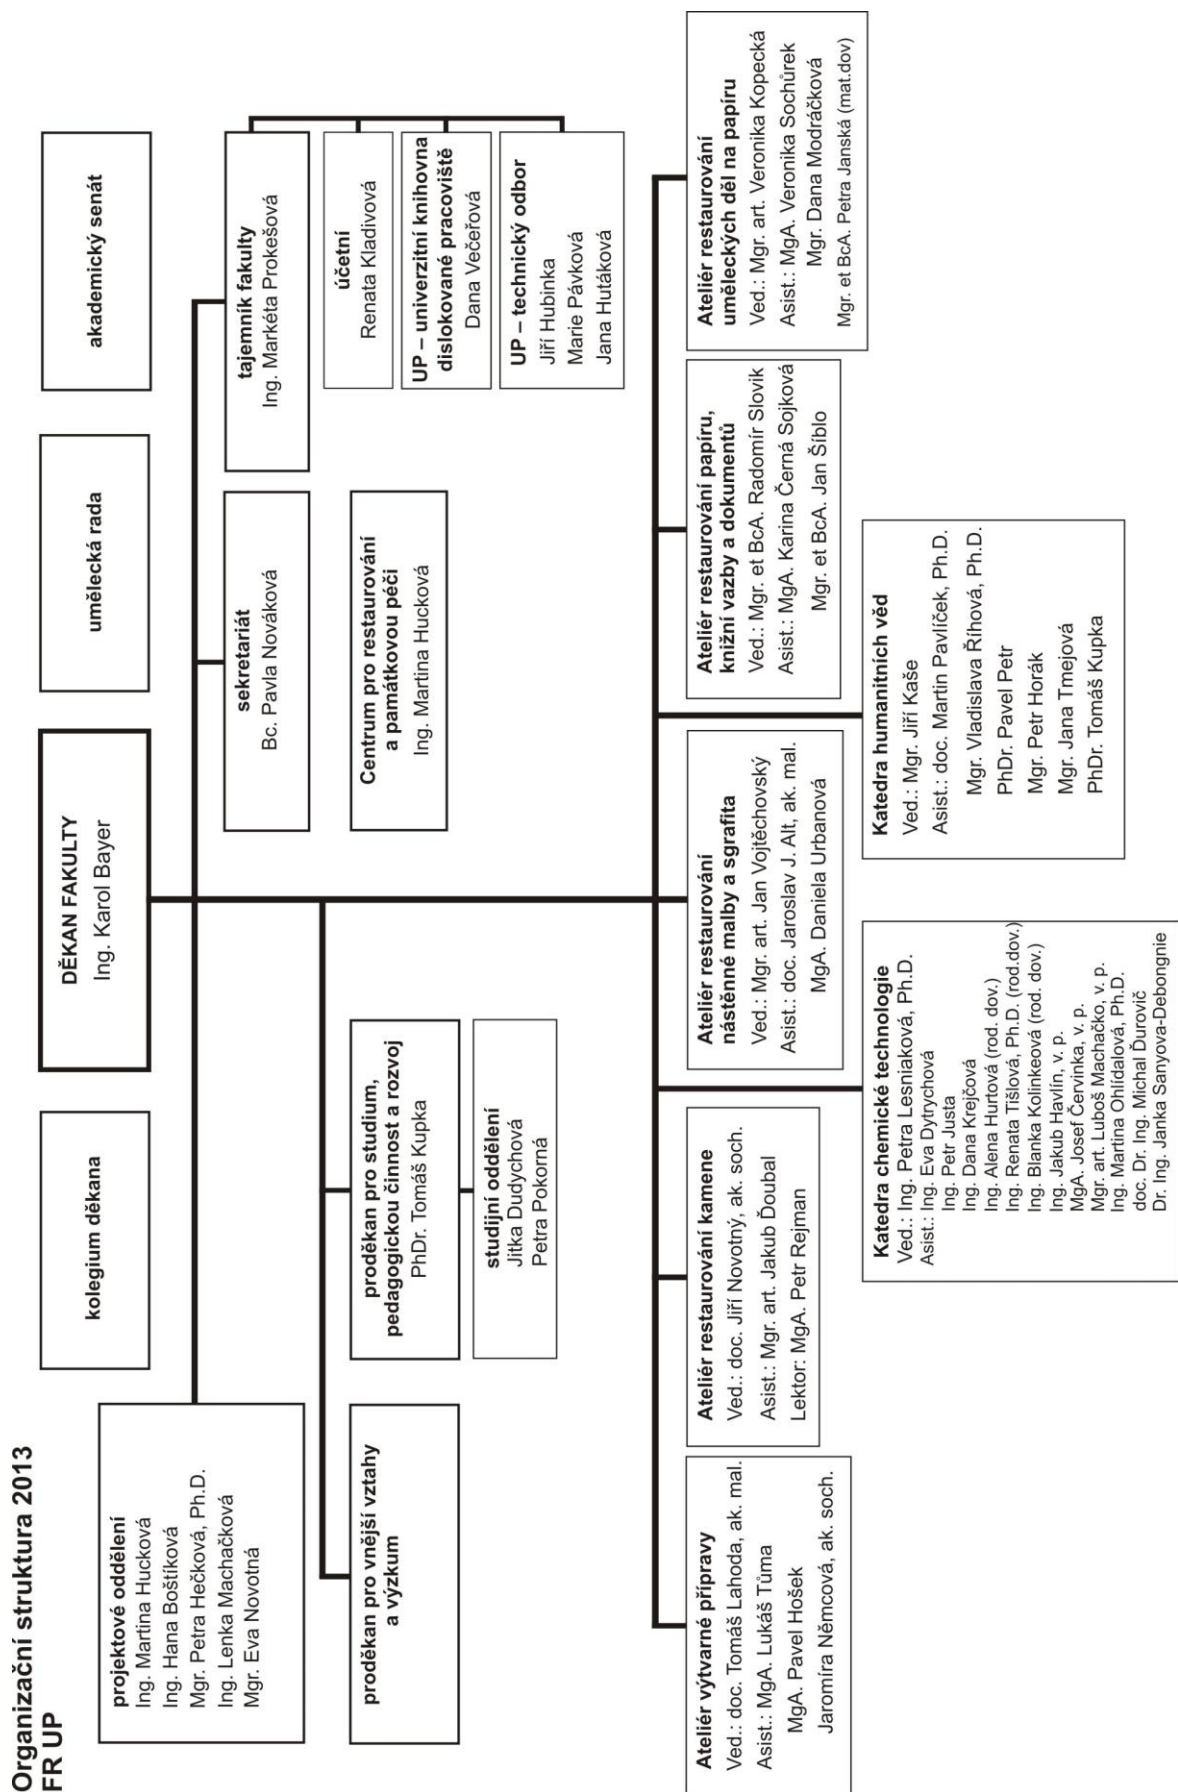 Organizační struktura 2013
FR UP
kolegium děkana
DĚKAN FAKULTY
Ing. Karol Bayer
umělecká rada
akademický senát
projektové oddělení
Ing. Martina Hucková
Ing. Hana Boštíková
Mgr. Petra Hečková, Ph.D.
Ing. Lenka Machačková
Mgr. Eva Novotná
sekretariát
Bc. Pavla Nováková
tajemník fakulty
Ing. Markéta Prokešová
účetní
Renata Kladivová
UP – univerzitní knihovna
dislokované pracoviště
Dana Večeřová
UP – technický odbor
Jiří Hubinka
Marie Pávková
Jana Hutáková
proděkan pro vnější vztahy
a výzkum
proděkan pro studium,
pedagogickou činnost a rozvoj
PhDr. Tomáš Kupka
studijní oddělení
Jitka Dudychová
Petra Pokorná
Centrum pro restaurování
a památkovou péči
Ing. Martina Hucková
Ateliér výtvarné přípravy
Ved.: doc. Tomáš Lahoda, ak. mal.
Asist.: MgA. Lukáš Tůma
MgA. Pavel Hošek
Jaromíra Němcová, ak. soch.
Ateliér restaurování kamene
Ved.: doc. Jiří Novotný, ak. soch.
Asist.: Mgr. art. Jakub Ďoubal
Lektor: MgA. Petr Rejman
Ateliér restaurování
nástěnné malby a sgrafita
Ved.: Mgr. art. Jan Vojtěchovský
Asist.: doc. Jaroslav J. Alt, ak. mal.
MgA. Daniela Urbanová
Ateliér restaurování papíru,
knižní vazby a dokumentů
Ved.: Mgr. et BcA. Radomír Slovik
Asist.: MgA. Karina Černá Sojková
Mgr. et BcA. Jan Šíblo
Ateliér restaurování
uměleckých děl na papíru
Ved.: Mgr. art. Veronika Kopecká
Asist.: MgA. Veronika Sochůrek
Mgr. Dana Modráčková
Mgr. et BcA. Petra Janská (mat.dov)
Katedra chemické technologie
Ved.: Ing. Petra Lesniaková, Ph.D.
Asist.: Ing. Eva Dytrychová
Ing. Petr Justa
Ing. Dana Krejčová
Ing. Alena Hurtová (rod. dov.)
Ing. Renata Tišlová, Ph.D. (rod.dov.)
Ing. Blanka Kolinkeová (rod. dov.)
Ing. Jakub Havlín, v. p.
MgA. Josef Červinka, v. p.
Mgr. art. Luboš Machačko, v. p.
Ing. Martina Ohlídalová, Ph.D.
doc. Dr. Ing. Michal Ďurovič
Dr. Ing. Janka Sanyova-Debongnie
Katedra humanitních věd
Ved.: Mgr. Jiří Kaše
Asist.: doc. Martin Pavlíček, Ph.D.
Mgr. Vladislava Říhová, Ph.D.
PhDr. Pavel Petr
Mgr. Petr Horák
Mgr. Jana Tmejová
PhDr. Tomáš Kupka